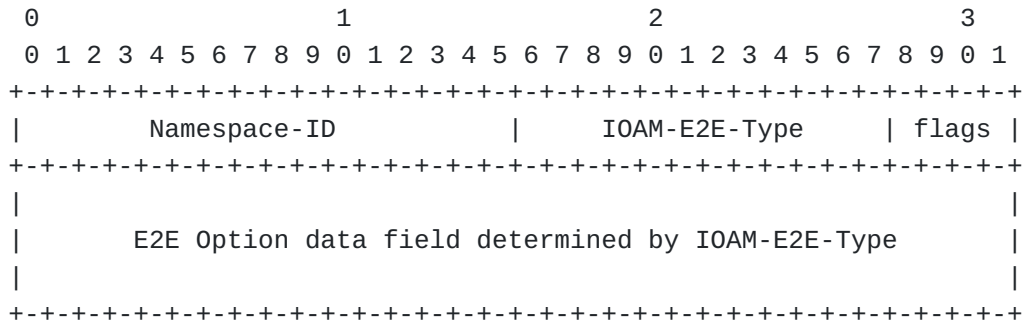 0                   1                   2                   3
 0 1 2 3 4 5 6 7 8 9 0 1 2 3 4 5 6 7 8 9 0 1 2 3 4 5 6 7 8 9 0 1
+-+-+-+-+-+-+-+-+-+-+-+-+-+-+-+-+-+-+-+-+-+-+-+-+-+-+-+-+-+-+-+-+
|        Namespace-ID           |     IOAM-E2E-Type     | flags |
+-+-+-+-+-+-+-+-+-+-+-+-+-+-+-+-+-+-+-+-+-+-+-+-+-+-+-+-+-+-+-+-+
|                                                               |
|       E2E Option data field determined by IOAM-E2E-Type       |
|                                                               |
+-+-+-+-+-+-+-+-+-+-+-+-+-+-+-+-+-+-+-+-+-+-+-+-+-+-+-+-+-+-+-+-+